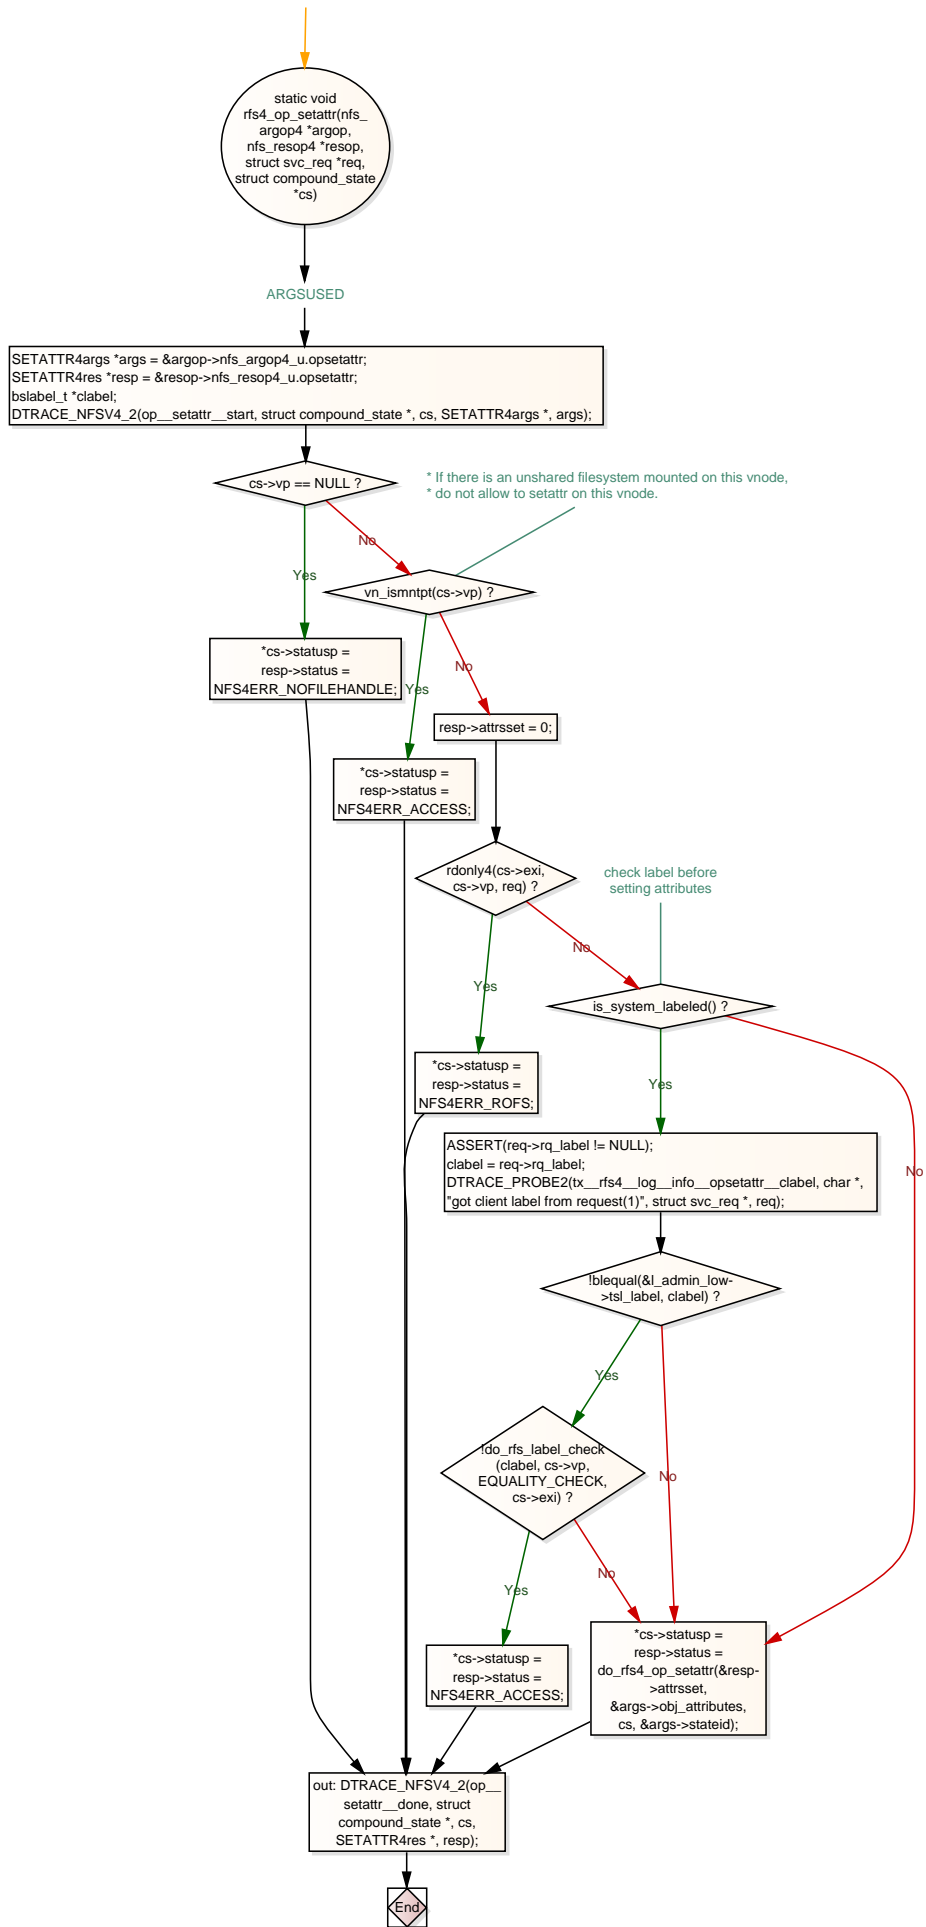 static void
rfs4_op_setattr(nfs_
argop4 *argop,
nfs_resop4 *resop,
struct svc_req *req,
struct compound_state
*cs)
ARGSUSED
SETATTR4args *args = &argop->nfs_argop4_u.opsetattr;
SETATTR4res *resp = &resop->nfs_resop4_u.opsetattr;
bslabel_t *clabel;
DTRACE_NFSV4_2(op__setattr__start, struct compound_state *, cs, SETATTR4args *, args);
cs->vp == NULL ?
* If there is an unshared filesystem mounted on this vnode,
* do not allow to setattr on this vnode.
No
Yes
vn_ismntpt(cs->vp) ?
*cs->statusp =
resp->status =
NFS4ERR_NOFILEHANDLE;
No
Yes
resp->attrsset = 0;
*cs->statusp =
resp->status =
NFS4ERR_ACCESS;
rdonly4(cs->exi,
cs->vp, req) ?
check label before
setting attributes
No
Yes
is_system_labeled() ?
*cs->statusp =
resp->status =
NFS4ERR_ROFS;
Yes
No
ASSERT(req->rq_label != NULL);
clabel = req->rq_label;
DTRACE_PROBE2(tx__rfs4__log__info__opsetattr__clabel, char *,
"got client label from request(1)", struct svc_req *, req);
!blequal(&l_admin_low-
>tsl_label, clabel) ?
Yes
No
!do_rfs_label_check
(clabel, cs->vp,
EQUALITY_CHECK,
cs->exi) ?
Yes
No
*cs->statusp =
resp->status =
do_rfs4_op_setattr(&resp-
>attrsset,
&args->obj_attributes,
cs, &args->stateid);
*cs->statusp =
resp->status =
NFS4ERR_ACCESS;
out: DTRACE_NFSV4_2(op__
setattr__done, struct
compound_state *, cs,
SETATTR4res *, resp);
End